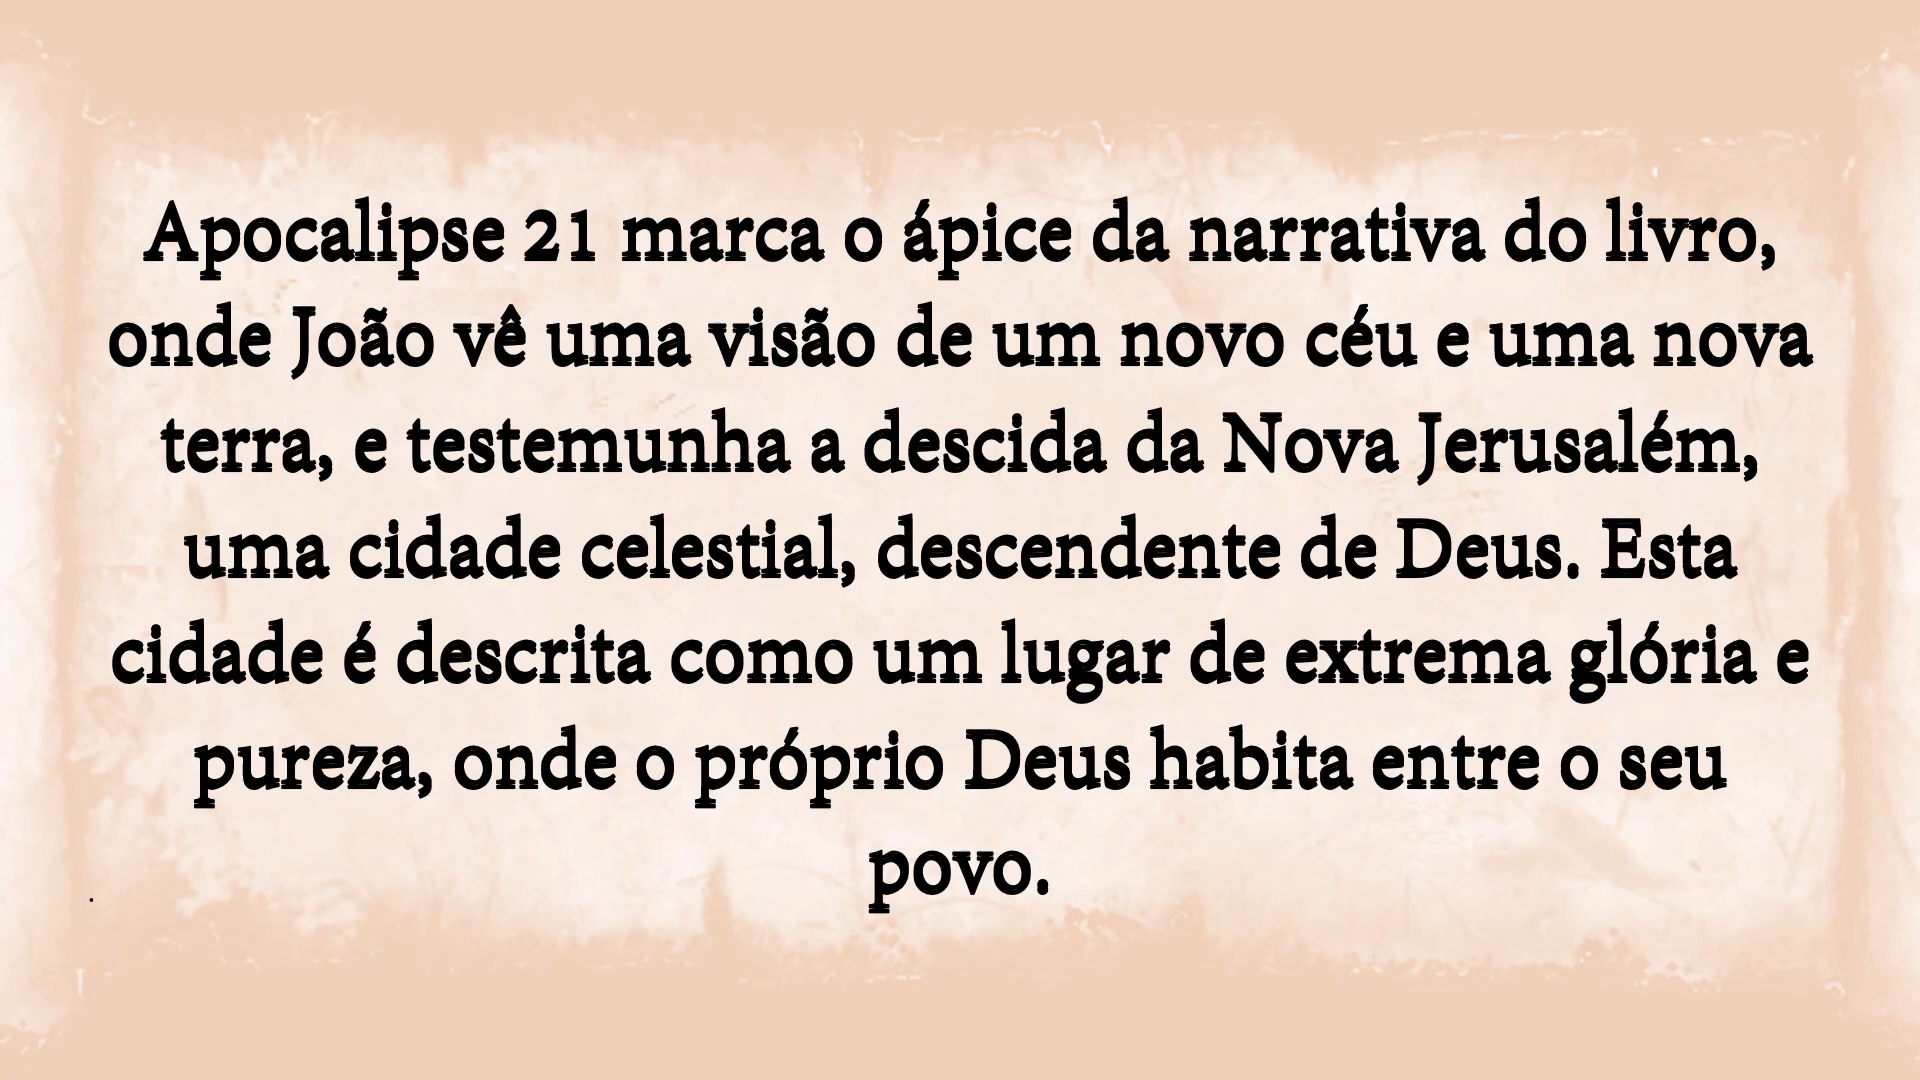 Apocalipse 21 marca o ápice da narrativa do livro,
onde João vê uma visão de um novo céu e uma nova
terra, e testemunha a descida da Nova Jerusalém,
uma cidade celestial, descendente de Deus. Esta
cidade é descrita como um lugar de extrema glória e
pureza, onde o próprio Deus habita entre o seu
povo.
.